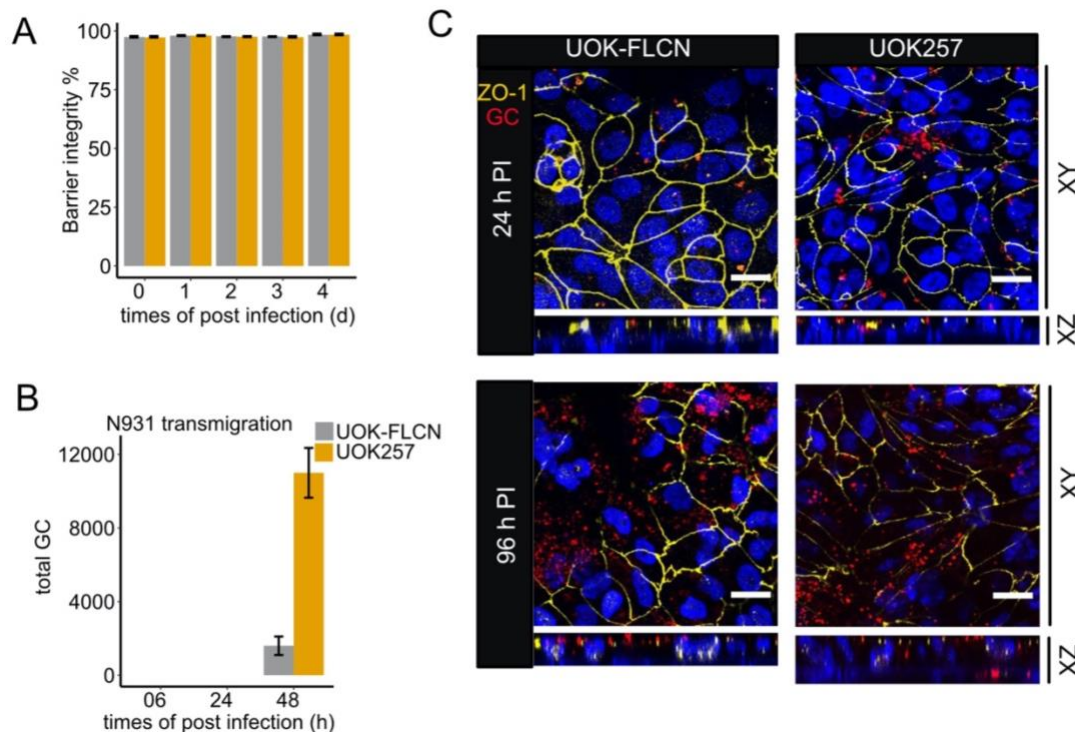 A
Barrier integrity %
100
75
50
25
0
0 1 2 3 4
times of post infection (d)
B
N931 transmigration
UOK-FLCN
UOK257
total GC
12000
8000
4000
0
06 24 48
times of post infection (h)
C
UOK-FLCN UOK257
ZO-1
GC
24 h PI
XY
XZ
96 h PI
XY
XZ